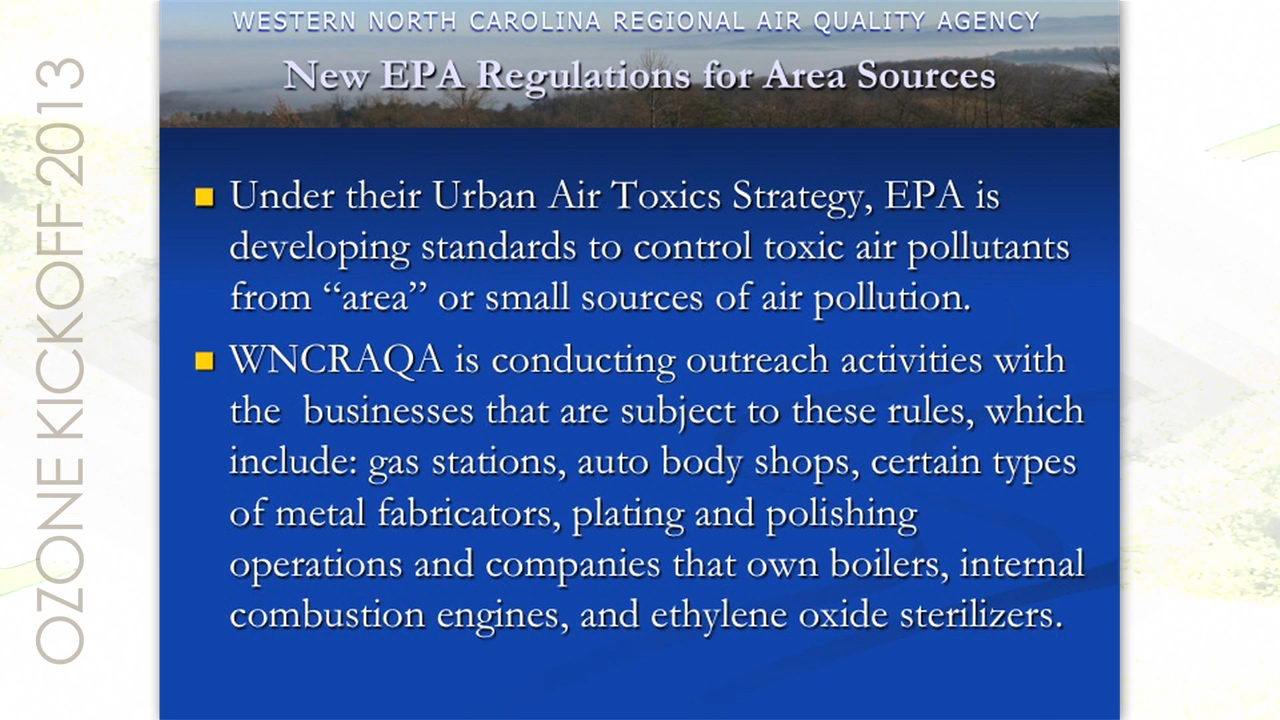 OZONE KICKOFF 2013
WESTERN NORTH CAROLINA REGIONAL AIR QUALITY AGENCY
New EPA Regulations for Area Sources
Under their Urban Air Toxics Strategy, EPA is
developing standards to control toxic air pollutants
from “area” or small sources of air pollution.
WNCRAQA is conducting outreach activities with
the  businesses that are subject to these rules, which
include: gas stations, auto body shops, certain types
of metal fabricators, plating and polishing
operations and companies that own boilers, internal
combustion engines, and ethylene oxide sterilizers.